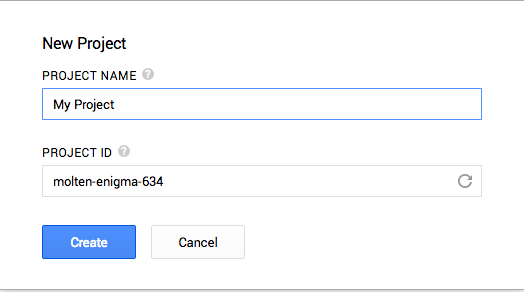 New Project
PROJECT NAME ?
My Project
PROJECT ID ?
molten-enigma-634
Create Cancel